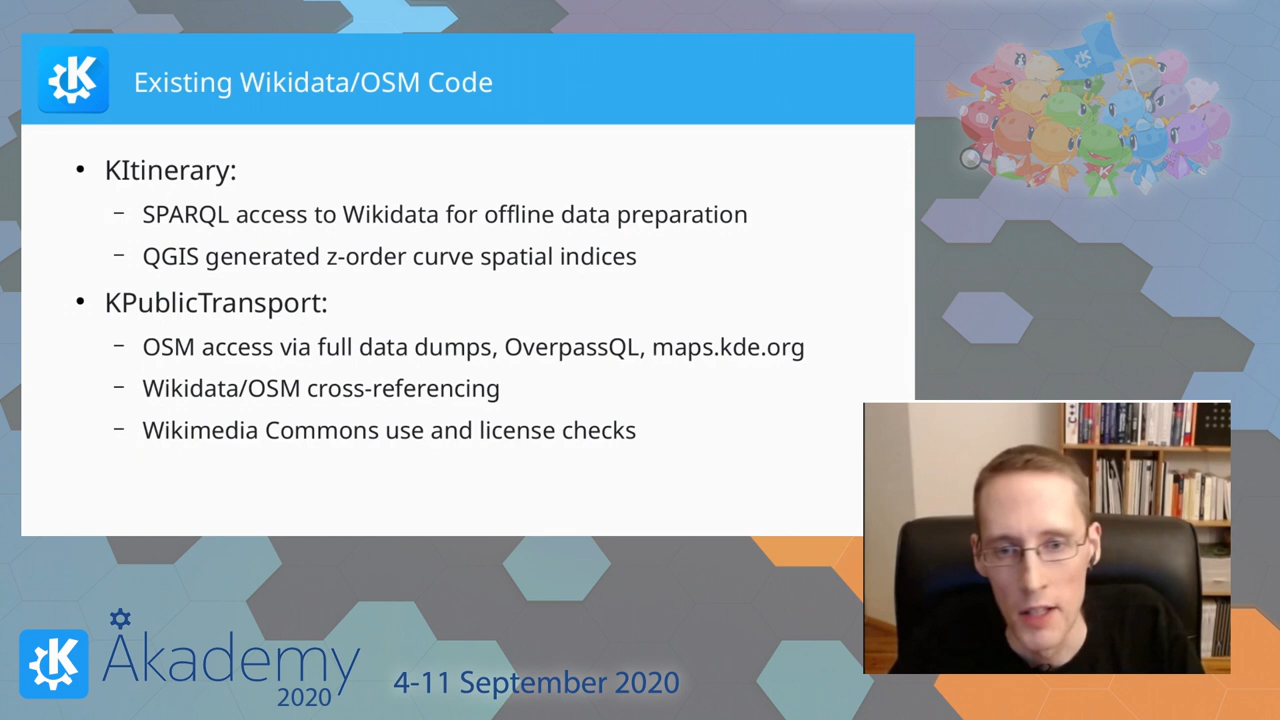 Existing Wikidata/OSM Code
• KItinerary:
– SPARQL access to Wikidata for offline data preparation
– QGIS generated z-order curve spatial indices
• KPublicTransport:
– OSM access via full data dumps, OverpassQL, maps.kde.org
– Wikidata/OSM cross-referencing
– Wikimedia Commons use and license checks
Akademy
2020
4-11 September 2020